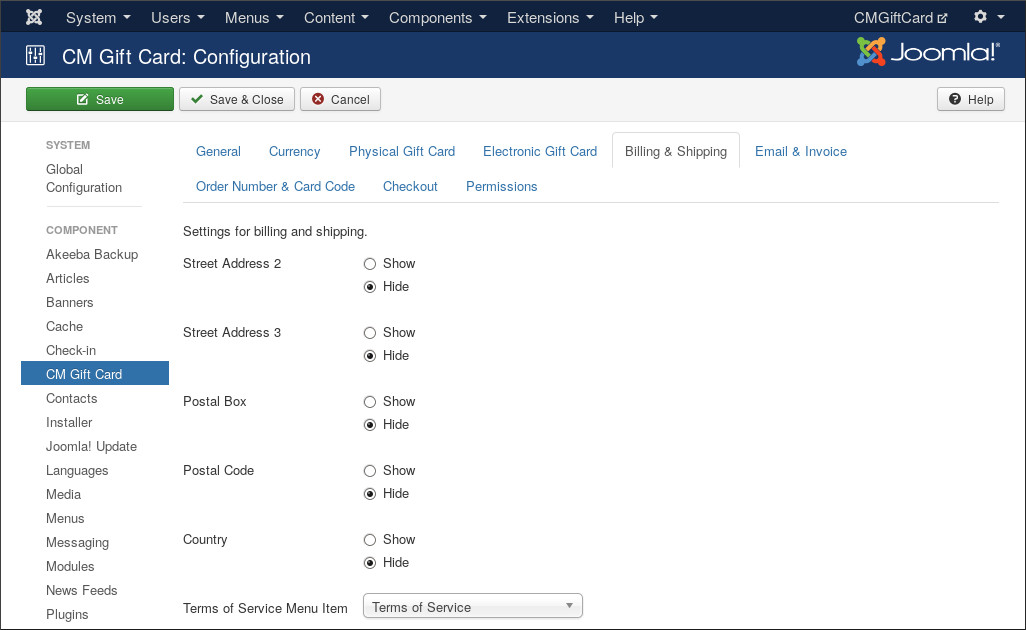 System Users Menus Content Components Extensions Help CMGiftCard
CM Gift Card: Configuration Joomla!®
Save Save & Close Cancel Help
SYSTEM
Global
Configuration
COMPONENT
Akeeba Backup
Articles
Banners
Cache
Check-in
CM Gift Card
Contacts
Installer
Joomla! Update
Languages
Media
Menus
Messaging
Modules
News Feeds
Plugins
General Currency Physical Gift Card Electronic Gift Card Billing & Shipping Email & Invoice
Order Number & Card Code Checkout Permissions
Settings for billing and shipping.
Street Address 2 Show
Hide
Street Address 3 Show
Hide
Postal Box Show
Hide
Postal Code Show
Hide
Country Show
Hide
Terms of Service Menu Item Terms of Service